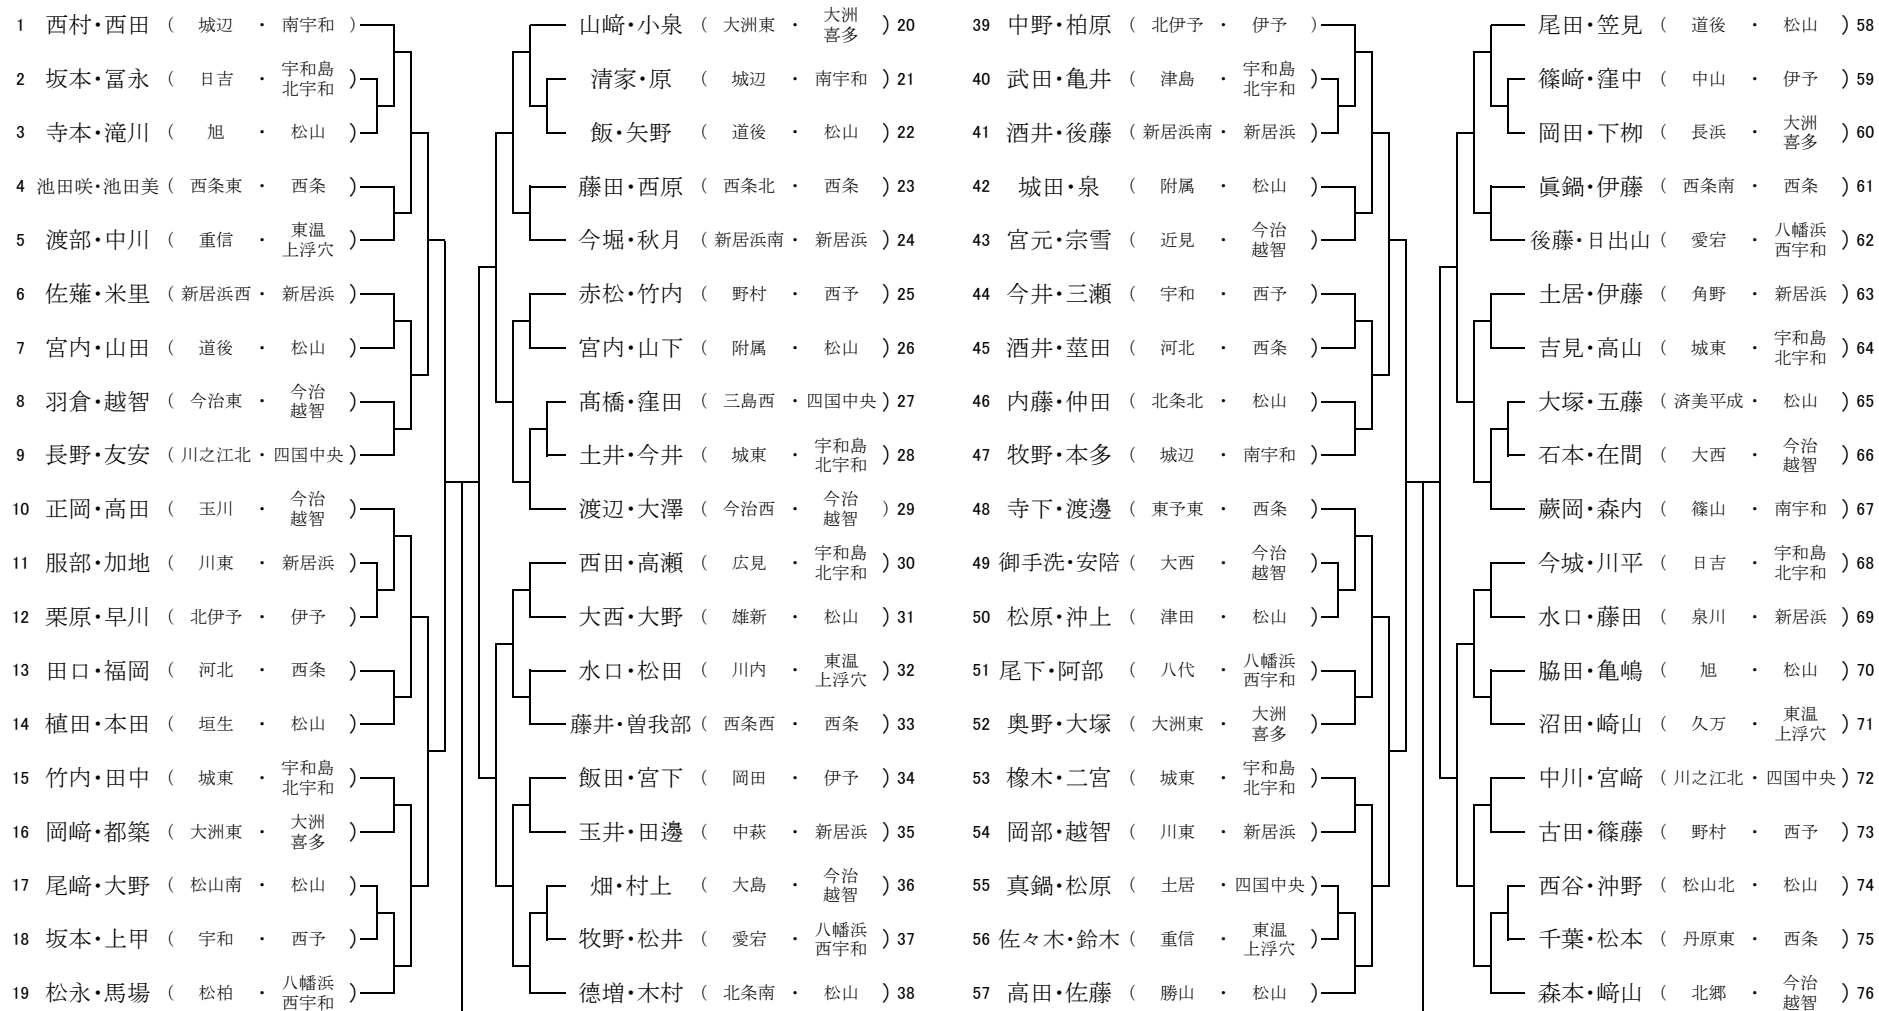 1 西村・西田 ( 城辺 ・ 南宇和 )
2 坂本・冨永 ( 日吉 ・ 宇和島 北宇和 )
3 寺本・滝川 ( 旭 ・ 松山 )
4 池田咲・池田美 ( 西条東 ・ 西条 )
5 渡部・中川 ( 重信 ・ 東温 上浮穴 )
6 佐薙・米里 ( 新居浜西 ・ 新居浜 )
7 宮内・山田 ( 道後 ・ 松山 )
8 羽倉・越智 ( 今治東 ・ 今治 越智 )
9 長野・友安 ( 川之江北 ・ 四国中央 )
10 正岡・高田 ( 玉川 ・ 今治 越智 )
11 服部・加地 ( 川東 ・ 新居浜 )
12 栗原・早川 ( 北伊予 ・ 伊予 )
13 田口・福岡 ( 河北 ・ 西条 )
14 植田・本田 ( 垣生 ・ 松山 )
15 竹内・田中 ( 城東 ・ 宇和島 北宇和 )
16 岡﨑・都築 ( 大洲東 ・ 大洲 喜多 )
17 尾﨑・大野 ( 松山南 ・ 松山 )
18 坂本・上甲 ( 宇和 ・ 西予 )
19 松永・馬場 ( 松柏 ・ 八幡浜 西宇和 )
山﨑・小泉 ( 大洲東 ・ 大洲 喜多 ) 20
清家・原 ( 城辺 ・ 南宇和 ) 21
飯・矢野 ( 道後 ・ 松山 ) 22
藤田・西原 ( 西条北 ・ 西条 ) 23
今堀・秋月 ( 新居浜南 ・ 新居浜 ) 24
赤松・竹内 ( 野村 ・ 西予 ) 25
宮内・山下 ( 附属 ・ 松山 ) 26
髙橋・窪田 ( 三島西 ・ 四国中央 ) 27
土井・今井 ( 城東 ・ 宇和島 北宇和 ) 28
渡辺・大澤 ( 今治西 ・ 今治 越智 ) 29
西田・高瀬 ( 広見 ・ 宇和島 北宇和 ) 30
大西・大野 ( 雄新 ・ 松山 ) 31
水口・松田 ( 川内 ・ 東温 上浮穴 ) 32
藤井・曽我部 ( 西条西 ・ 西条 ) 33
飯田・宮下 ( 岡田 ・ 伊予 ) 34
玉井・田邊 ( 中萩 ・ 新居浜 ) 35
畑・村上 ( 大島 ・ 今治 越智 ) 36
牧野・松井 ( 愛宕 ・ 八幡浜 西宇和 ) 37
德増・木村 ( 北条南 ・ 松山 ) 38
39 中野・柏原 ( 北伊予 ・ 伊予 )
40 武田・亀井 ( 津島 ・ 宇和島 北宇和 )
41 酒井・後藤 ( 新居浜南 ・ 新居浜 )
42 城田・泉 ( 附属 ・ 松山 )
43 宮元・宗雪 ( 近見 ・ 今治 越智 )
44 今井・三瀬 ( 宇和 ・ 西予 )
45 酒井・莖田 ( 河北 ・ 西条 )
46 内藤・仲田 ( 北条北 ・ 松山 )
47 牧野・本多 ( 城辺 ・ 南宇和 )
48 寺下・渡邊 ( 東予東 ・ 西条 )
49 御手洗・安陪 ( 大西 ・ 今治 越智 )
50 松原・沖上 ( 津田 ・ 松山 )
51 尾下・阿部 ( 八代 ・ 八幡浜 西宇和 )
52 奥野・大塚 ( 大洲東 ・ 大洲 喜多 )
53 橡木・二宮 ( 城東 ・ 宇和島 北宇和 )
54 岡部・越智 ( 川東 ・ 新居浜 )
55 真鍋・松原 ( 土居 ・ 四国中央 )
56 佐々木・鈴木 ( 重信 ・ 東温 上浮穴 )
57 高田・佐藤 ( 勝山 ・ 松山 )
尾田・笠見 ( 道後 ・ 松山 ) 58
篠﨑・窪中 ( 中山 ・ 伊予 ) 59
岡田・下栁 ( 長浜 ・ 大洲 喜多 ) 60
眞鍋・伊藤 ( 西条南 ・ 西条 ) 61
後藤・日出山 ( 愛宕 ・ 八幡浜 西宇和 ) 62
土居・伊藤 ( 角野 ・ 新居浜 ) 63
吉見・高山 ( 城東 ・ 宇和島 北宇和 ) 64
大塚・五藤 ( 済美平成 ・ 松山 ) 65
石本・在間 ( 大西 ・ 今治 越智 ) 66
蕨岡・森内 ( 篠山 ・ 南宇和 ) 67
今城・川平 ( 日吉 ・ 宇和島 北宇和 ) 68
水口・藤田 ( 泉川 ・ 新居浜 ) 69
脇田・亀嶋 ( 旭 ・ 松山 ) 70
沼田・崎山 ( 久万 ・ 東温 上浮穴 ) 71
中川・宮﨑 ( 川之江北 ・ 四国中央 ) 72
古田・篠藤 ( 野村 ・ 西予 ) 73
西谷・沖野 ( 松山北 ・ 松山 ) 74
千葉・松本 ( 丹原東 ・ 西条 ) 75
森本・﨑山 ( 北郷 ・ 今治 越智 ) 76